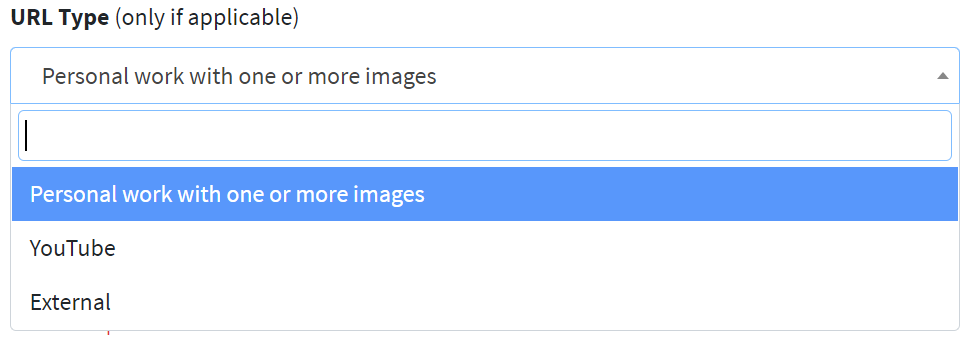 URL Type (only if applicable)
Personal work with one or more images
Personal work with one or more images
YouTube
External